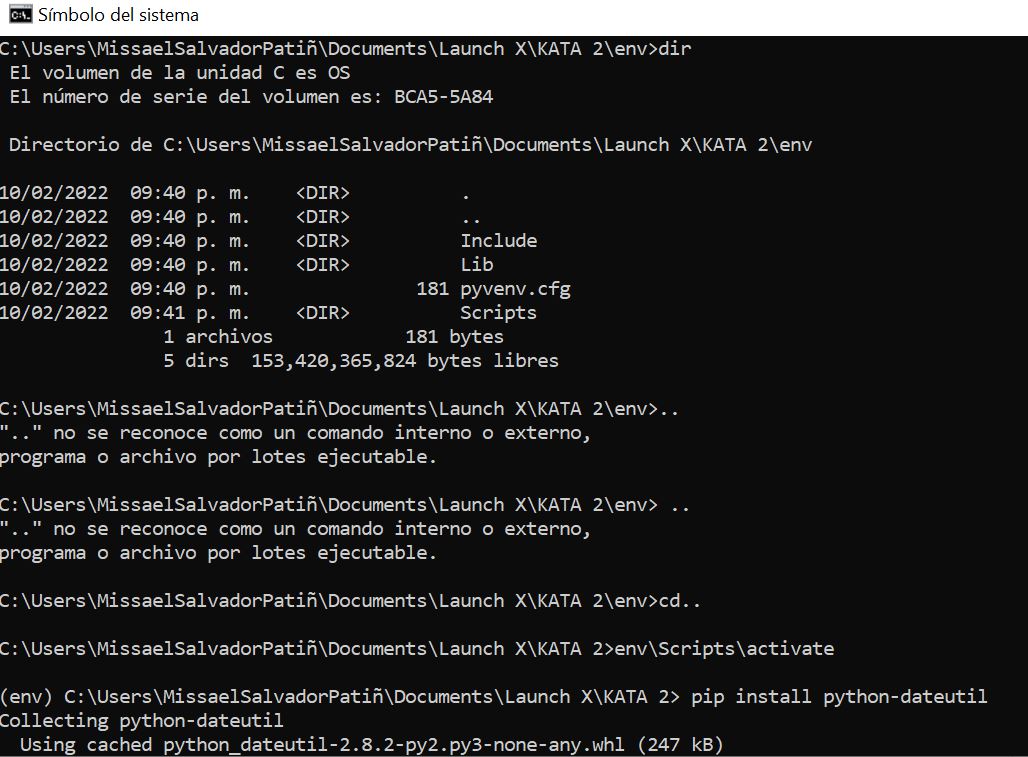 Símbolo del sistema
C:\Users\MissaelSalvadorPatiñ\Documents\Launch X\KATA 2\env>dir
El volumen de la unidad C es OS
El número de serie del volumen es: BCA5-5A84
Directorio de C:\Users\MissaelSalvadorPatiñ\Documents\Launch X\KATA 2\env
10/02/2022  09:40 p. m.    <DIR>          .
10/02/2022  09:40 p. m.    <DIR>          ..
10/02/2022  09:40 p. m.    <DIR>          Include
10/02/2022  09:40 p. m.    <DIR>          Lib
10/02/2022  09:40 p. m.               181 pyvenv.cfg
10/02/2022  09:41 p. m.    <DIR>          Scripts
1 archivos            181 bytes
5 dirs  153,420,365,824 bytes libres
C:\Users\MissaelSalvadorPatiñ\Documents\Launch X\KATA 2\env>..
".." no se reconoce como un comando interno o externo,
programa o archivo por lotes ejecutable.
C:\Users\MissaelSalvadorPatiñ\Documents\Launch X\KATA 2\env> ..
".." no se reconoce como un comando interno o externo,
programa o archivo por lotes ejecutable.
C:\Users\MissaelSalvadorPatiñ\Documents\Launch X\KATA 2\env>cd..
C:\Users\MissaelSalvadorPatiñ\Documents\Launch X\KATA 2>env\Scripts\activate
(env) C:\Users\MissaelSalvadorPatiñ\Documents\Launch X\KATA 2> pip install python-dateutil
Collecting python-dateutil
Using cached python_dateutil-2.8.2-py2.py3-none-any.whl (247 kB)